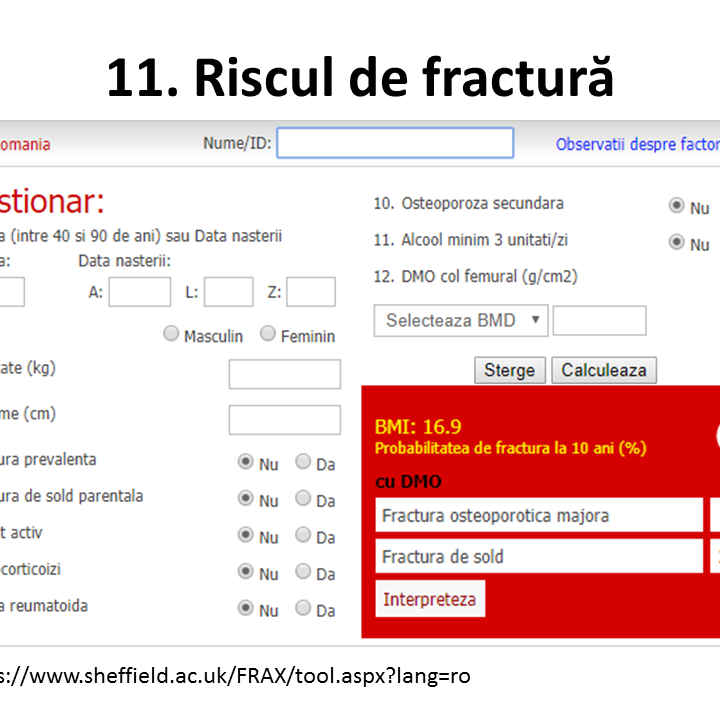 11. Riscul de fractură
omania
Nume/ID:
Observatii despre factor
stionar:
a (intre 40 si 90 de ani) sau Data nasterii
a:
Data nasterii:
A:
L:
Z:
Masculin
Feminin
ate (kg)
me (cm)
ura prevalenta
Nu
Da
ura de sold parentala
Nu
Da
t activ
Nu
Da
corticoizi
Nu
Da
a reumatoida
Nu
Da
10. Osteoporoza secundara
Nu
11. Alcool minim 3 unitati/zi
Nu
12. DMO col femural (g/cm2)
Selecteaza BMD
Sterge
Calculeaza
BMI: 16.9
Probabilitatea de fractura la 10 ani (%)
cu DMO
Fractura osteoporotica majora
Fractura de sold
Interpreteza
s://www.sheffield.ac.uk/FRAX/tool.aspx?lang=ro